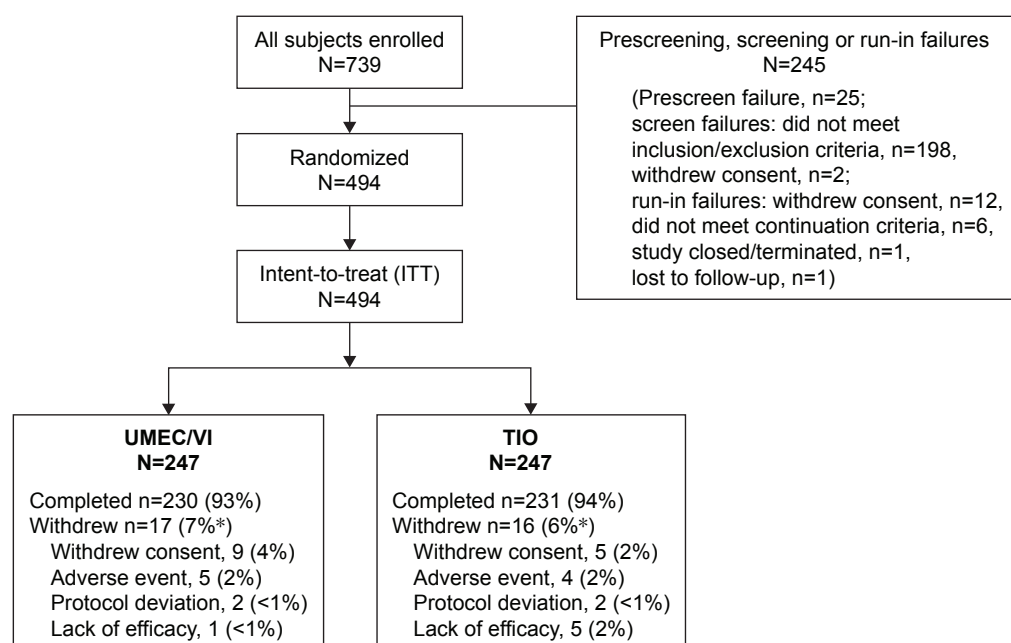 All subjects enrolled
N=739
Prescreening, screening or run-in failures
N=245
(Prescreen failure, n=25;
screen failures: did not meet
inclusion/exclusion criteria, n=198,
withdrew consent, n=2;
run-in failures: withdrew consent, n=12,
did not meet continuation criteria, n=6,
study closed/terminated, n=1,
lost to follow-up, n=1)
Randomized
N=494
Intent-to-treat (ITT)
N=494
UMEC/VI
N=247
Completed n=230 (93%)
Withdrew n=17 (7%*)
Withdrew consent, 9 (4%)
Adverse event, 5 (2%)
Protocol deviation, 2 (<1%)
Lack of efficacy, 1 (<1%)
TIO
N=247
Completed n=231 (94%)
Withdrew n=16 (6%*)
Withdrew consent, 5 (2%)
Adverse event, 4 (2%)
Protocol deviation, 2 (<1%)
Lack of efficacy, 5 (2%)